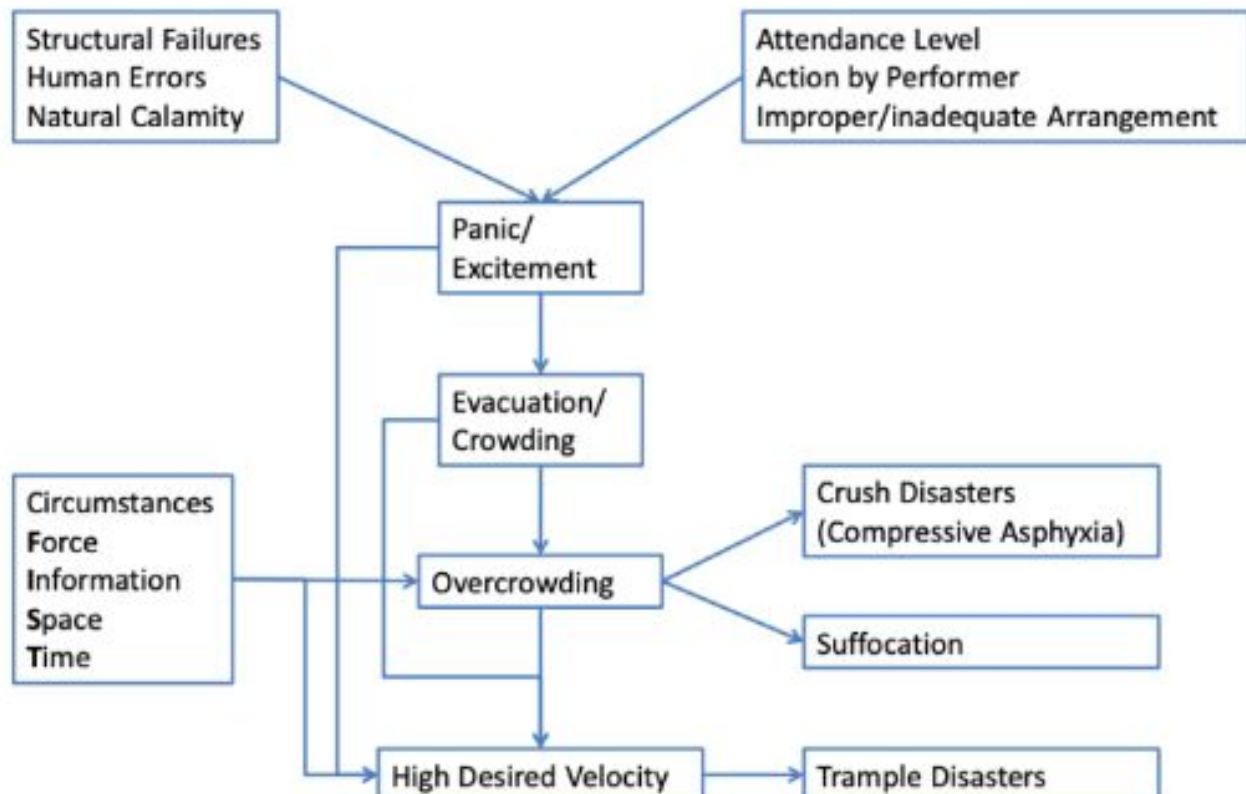 Structural Failures
Human Errors
Natural Calamity
Attendance Level
Action by Performer
Improper/inadequate Arrangement
Panic/
Excitement
Evacuation/
Crowding
Circumstances
Force
Information
Space
Time
Overcrowding
Crush Disasters
(Compressive Asphyxia)
Suffocation
High Desired Velocity
Trample Disasters